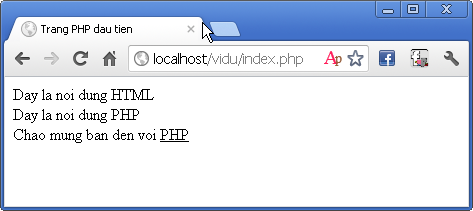 Trang PHP dau tien
localhost/vidu/index.php
Day la noi dung HTML
Day la noi dung PHP
Chao mung ban den voi PHP